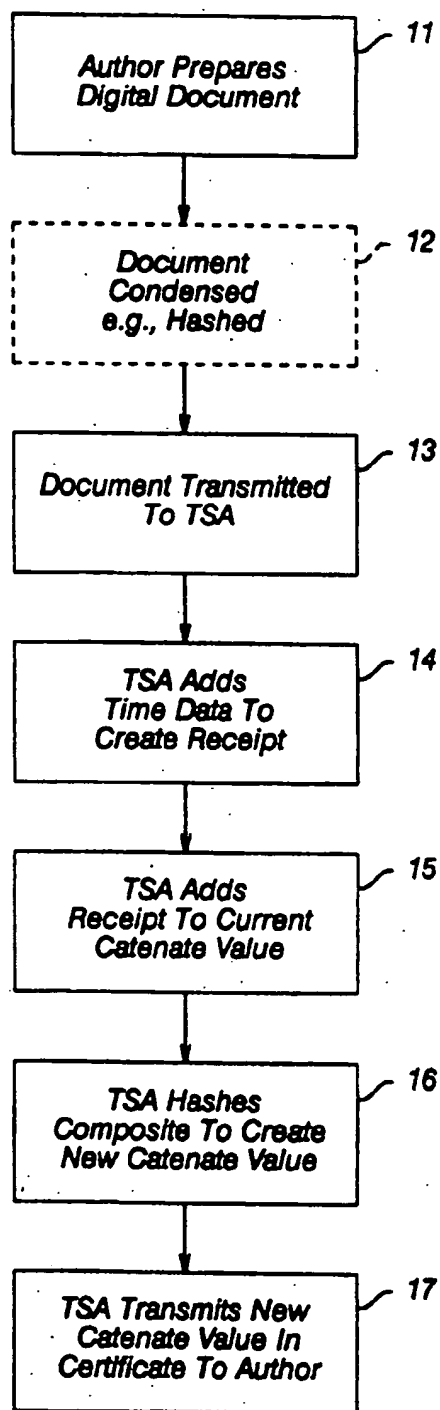 11
Author Prepares
Digital Document
12
Document
Condensed
e.g., Hashed
13
Document Transmitted
To TSA
14
TSA Adds
Time Data To
Create Receipt
15
TSA Adds
Receipt To Current
Catenate Value
16
TSA Hashes
Composite To Create
New Catenate Value
17
TSA Transmits New
Catenate Value In
Certificate To Author